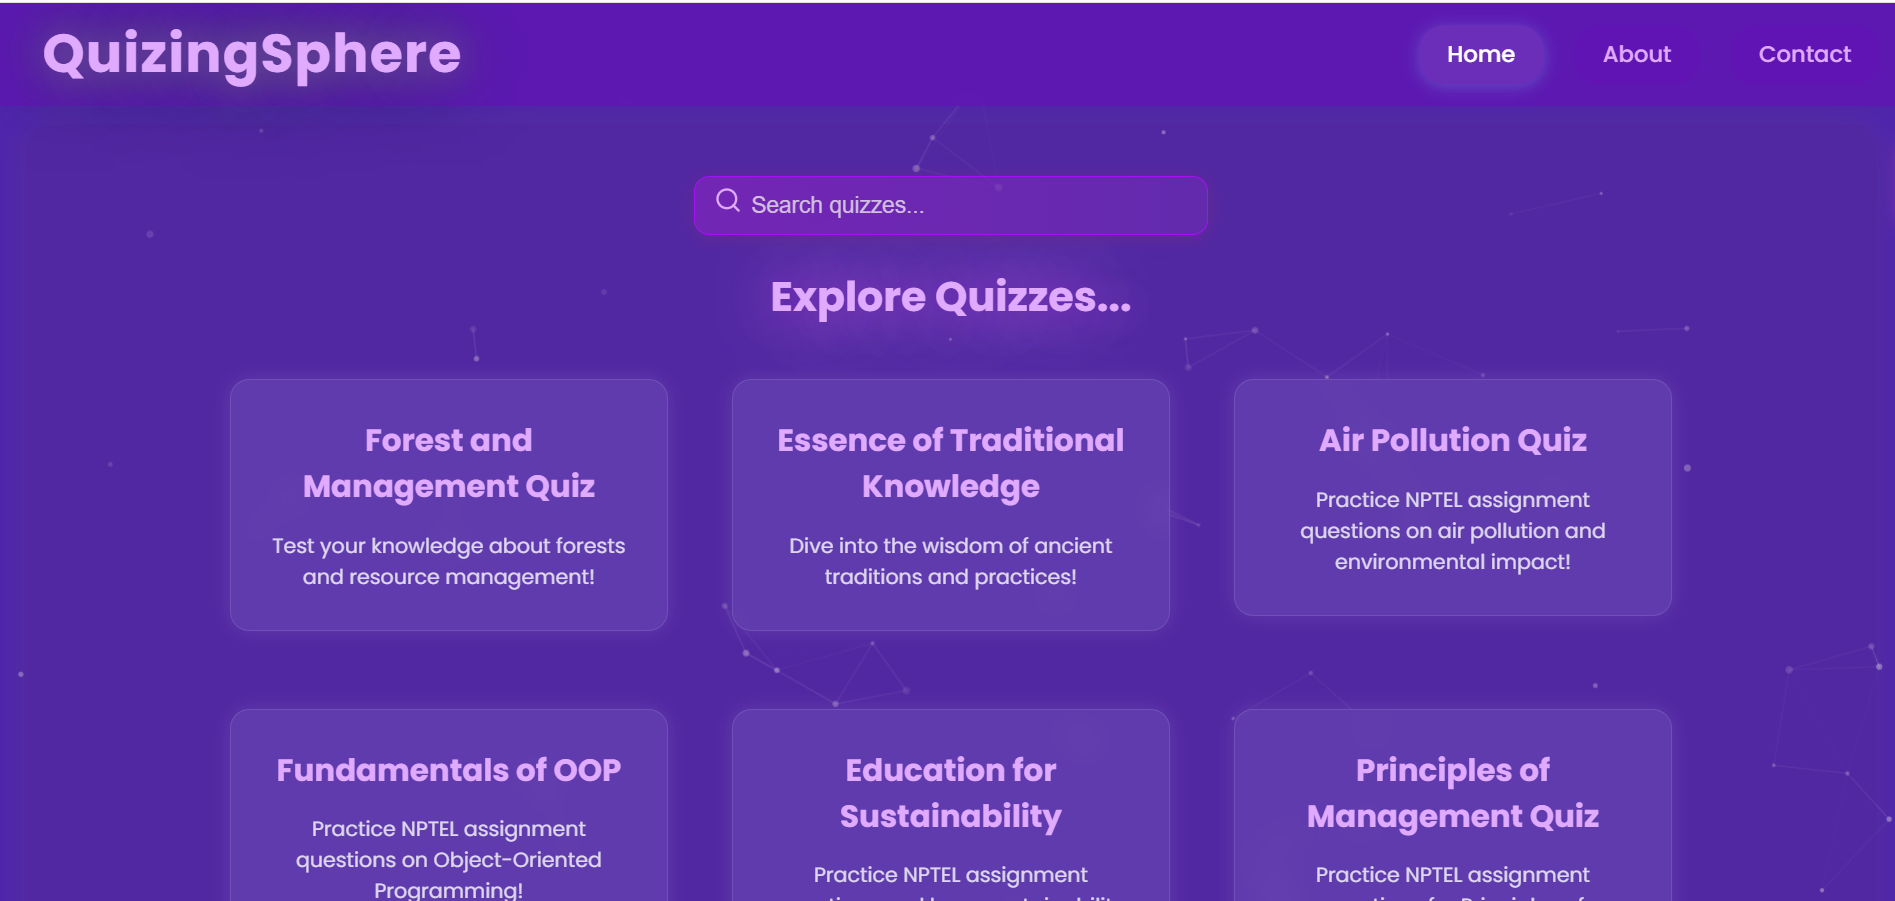 QuizingSphere
Home
About
Contact
Search quizzes...
Explore Quizzes...
Forest and
Management Quiz
Test your knowledge about forests
and resource management!
Essence of Traditional
Knowledge
Dive into the wisdom of ancient
traditions and practices!
Air Pollution Quiz
Practice NPTEL assignment
questions on air pollution and
environmental impact!
Fundamentals of OOP
Practice NPTEL assignment
questions on Object-Oriented
Programming!
Education for
Sustainability
Practice NPTEL assignment
Principles of
Management Quiz
Practice NPTEL assignment